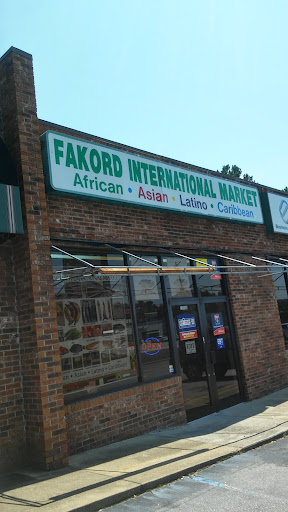 FAKORD INTERNATIONAL MARKET
African • Asian • Latino • Caribbean
OPEN